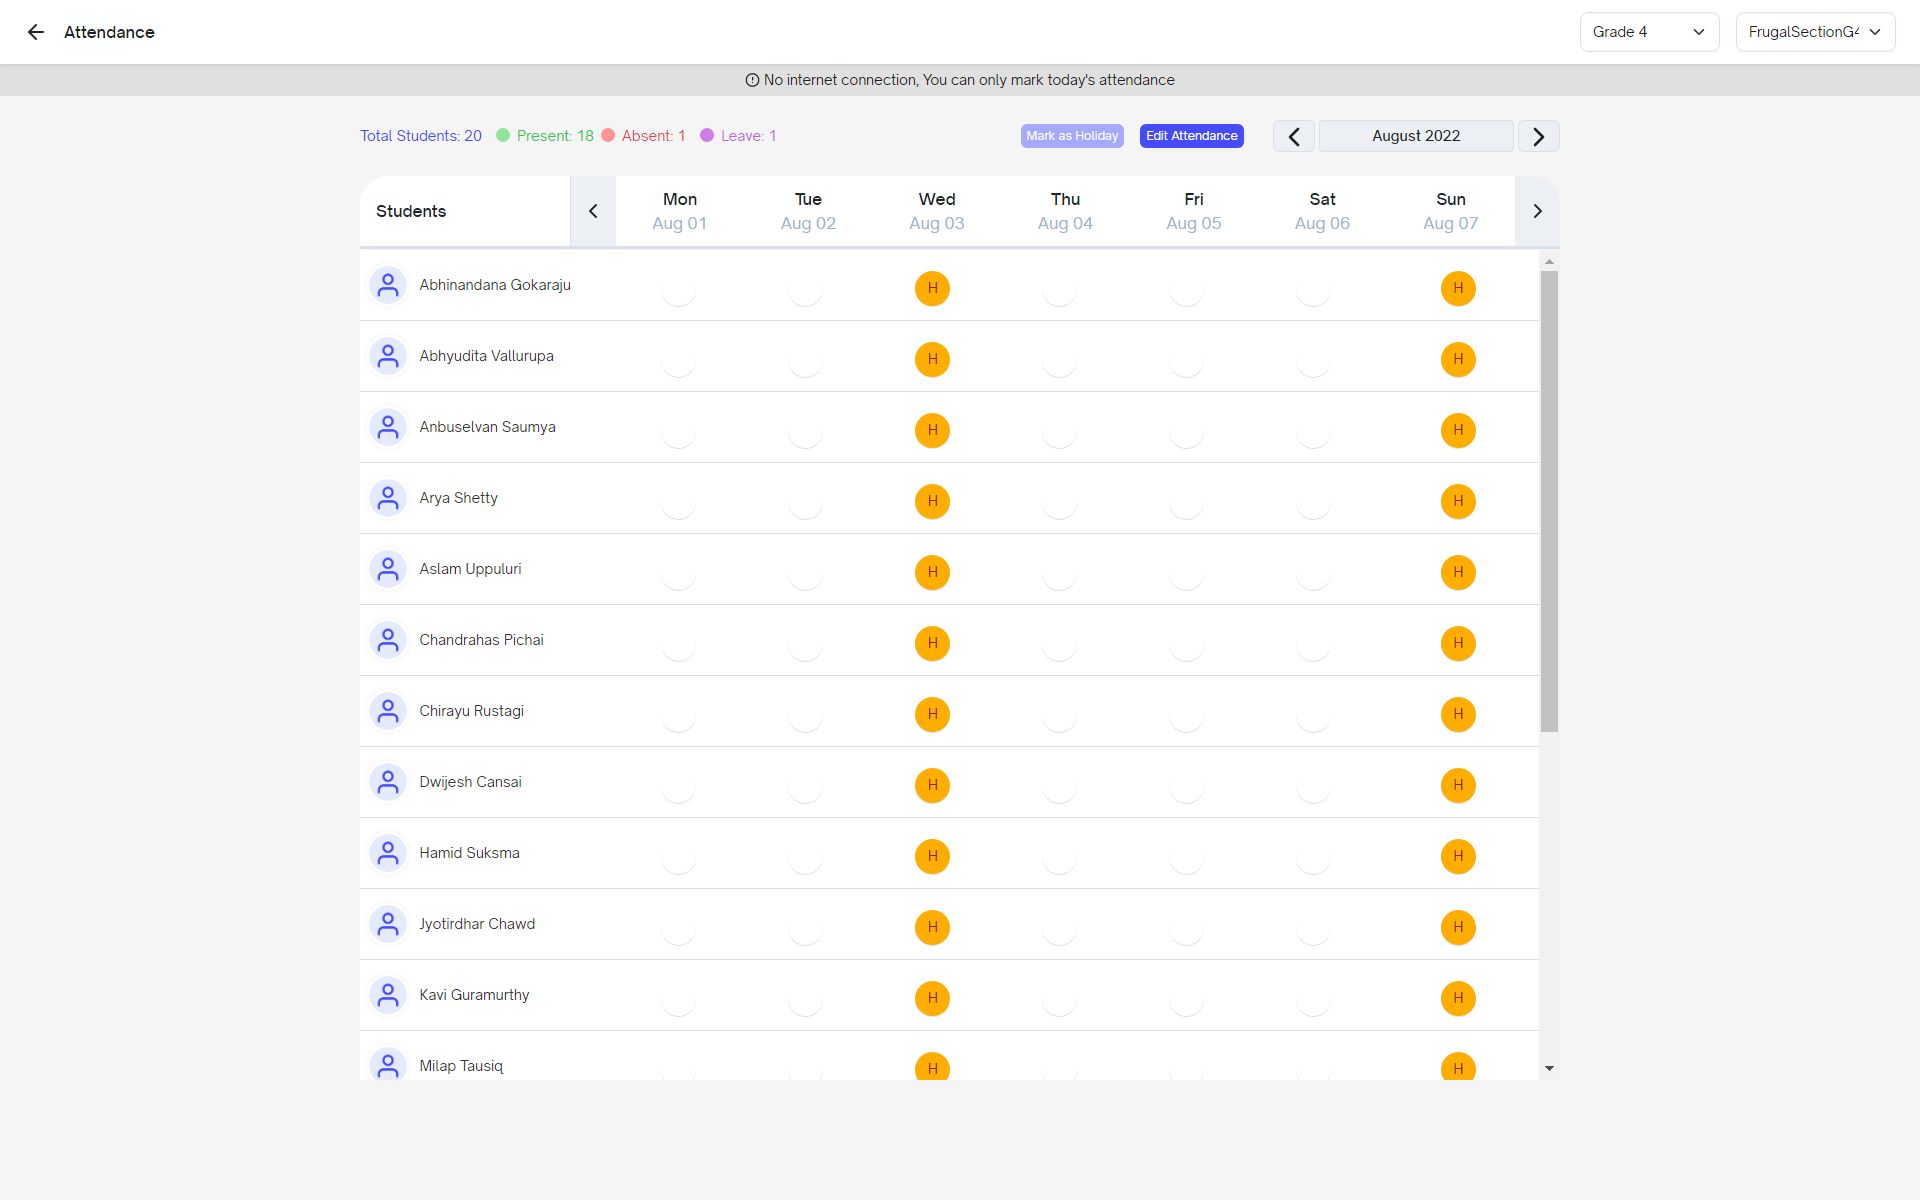 Attendance
Grade 4
FrugalSectionG4
No internet connection, You can only mark today's attendance
Total Students: 20 Present: 18 Absent: 1 Leave: 1
Mark as Holiday
Edit Attendance
August 2022
Students
Mon Tue Wed Thu Fri Sat Sun
Aug 01 Aug 02 Aug 03 Aug 04 Aug 05 Aug 06 Aug 07
Abhinandana Gokaraju H H
Abhyudita Vallurupa H H
Anbuselvan Saumya H H
Arya Shetty H H
Aslam Uppuluri H H
Chandrahas Pichai H H
Chirayu Rustagi H H
Dwijesh Cansai H H
Hamid Suksma H H
Jyotirdhar Chawd H H
Kavi Guramurthy H H
Milap Tausiq H H